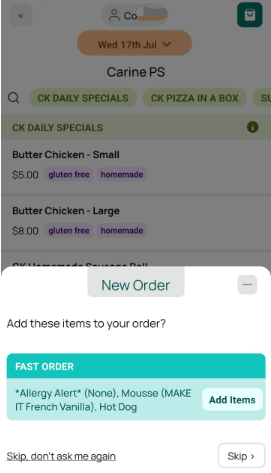 <
Co
Wed 17th Jul
Carine PS
CK DAILY SPECIALS CK PIZZA IN A BOX
CK DAILY SPECIALS
Butter Chicken - Small
$5.00 gluten free homemade
Butter Chicken - Large
$8.00 gluten free homemade
CK Homemade Sausage Roll
New Order
Add these items to your order?
FAST ORDER
*Allergy Alert* (None), Mousse (MAKE
IT French Vanilla), Hot Dog
Add Items
Skip, don't ask me again
Skip >